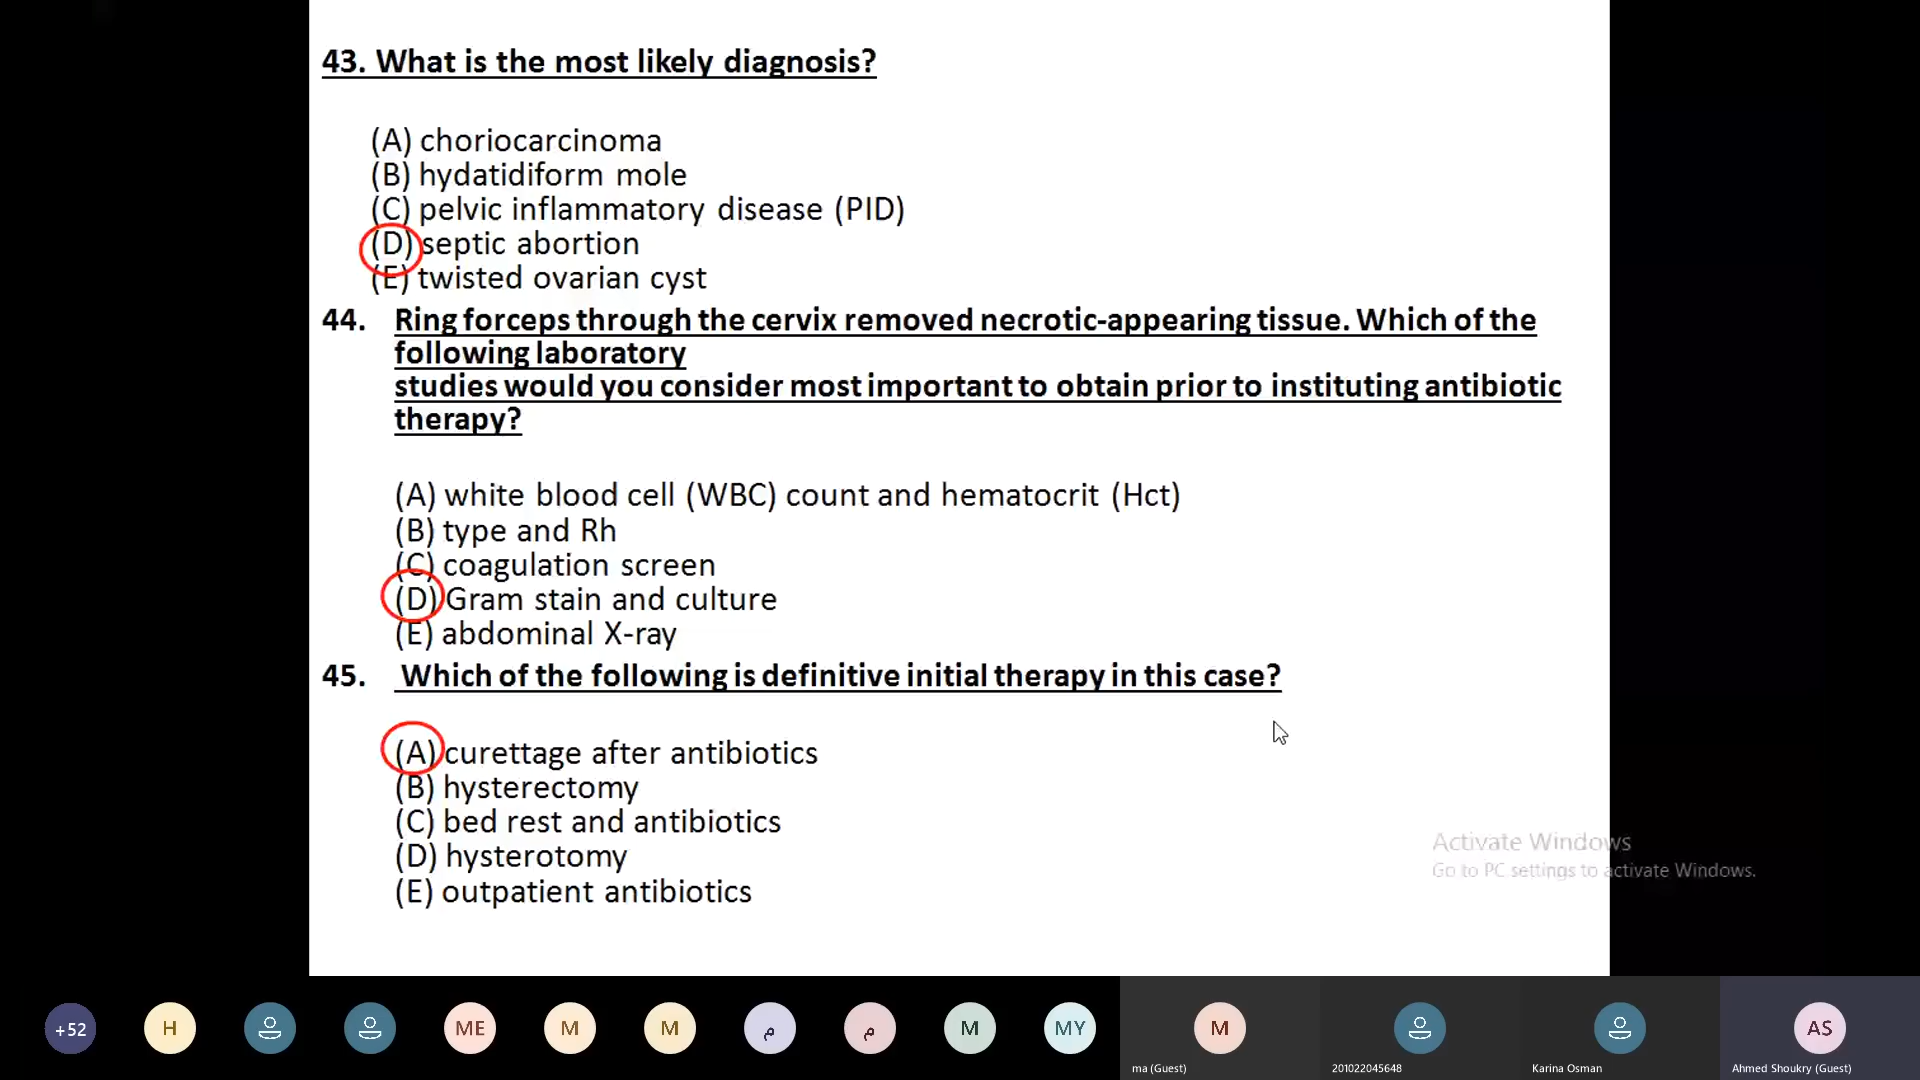 43. What is the most likely diagnosis?
(A) choriocarcinoma
(B) hydatidiform mole
(C) pelvic inflammatory disease (PID)
(D) septic abortion
(E) twisted ovarian cyst
44. Ring forceps through the cervix removed necrotic-appearing tissue. Which of the
following laboratory
studies would you consider most important to obtain prior to instituting antibiotic
therapy?
(A) white blood cell (WBC) count and hematocrit (Hct)
(B) type and Rh
(C) coagulation screen
(D) Gram stain and culture
(E) abdominal X-ray
45. Which of the following is definitive initial therapy in this case?
(A) curettage after antibiotics
(B) hysterectomy
(C) bed rest and antibiotics
(D) hysterotomy
(E) outpatient antibiotics
Activate Windows
Go to PC settings to activate Windows.
+52 H ME M M م م M MY M AS
ma (Guest) 201022045648 Karina Osman Ahmed Shoukry (Guest)